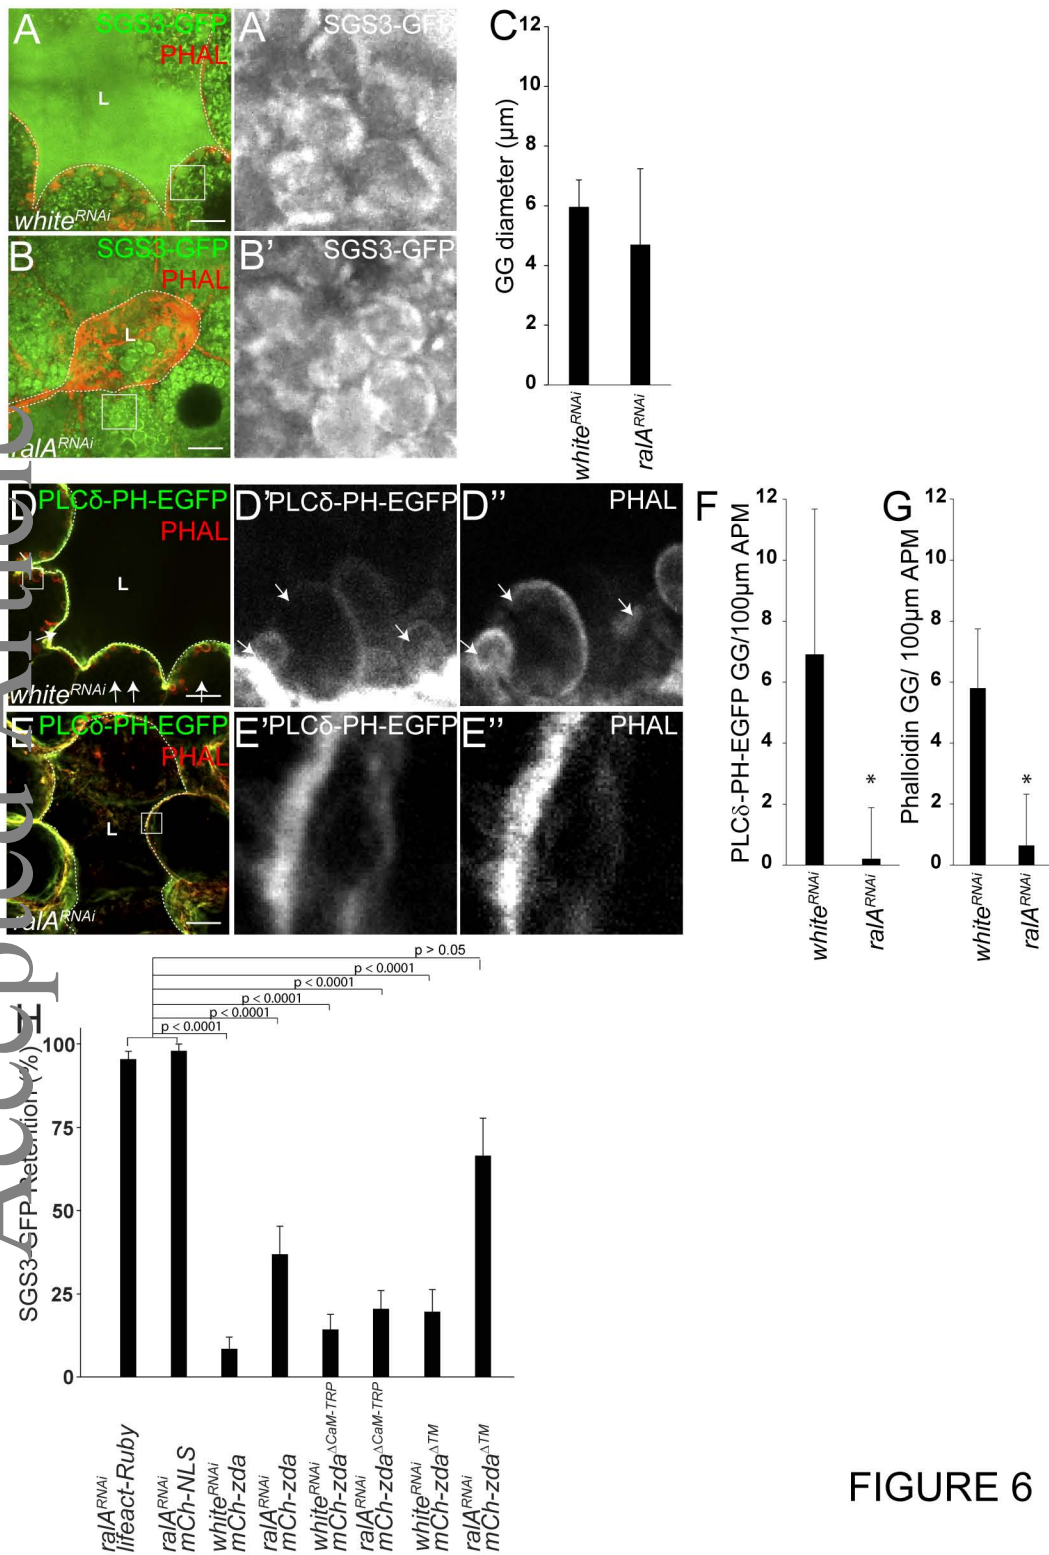 A
SGS3-GFP
PHAL
L
white^RNAi
A'
SGS3-GFP
B
SGS3-GFP
PHAL
L
ralA^RNAi
B'
SGS3-GFP
C
12
10
8
6
4
2
0
GG diameter (μm)
white^RNAi
ralA^RNAi
D
PLCδ-PH-EGFP
PHAL
L
white^RNAi
D'
PLCδ-PH-EGFP
D"
PHAL
E
PLCδ-PH-EGFP
PHAL
L
ralA^RNAi
E'
PLCδ-PH-EGFP
E"
PHAL
F
12
10
8
6
4
2
0
PLCδ-PH-EGFP GG/100μm APM
*
white^RNAi
ralA^RNAi
G
12
10
8
6
4
2
0
Phalloidin GG/ 100μm APM
*
white^RNAi
ralA^RNAi
H
p > 0.05
p < 0.0001
p < 0.0001
p < 0.0001
p < 0.0001
p < 0.0001
100
75
50
25
0
SGS3-GFP Retention (%)
ralA^RNAi
lifeact-Ruby
ralA^RNAi
mCh-NLS
white^RNAi
mCh-zda
ralA^RNAi
mCh-zda
white^RNAi
mCh-zda^ΔCaM-TRP
ralA^RNAi
mCh-zda^ΔCaM-TRP
white^RNAi
mCh-zda^ΔTM
ralA^RNAi
mCh-zda^ΔTM
Accepted Article
FIGURE 6